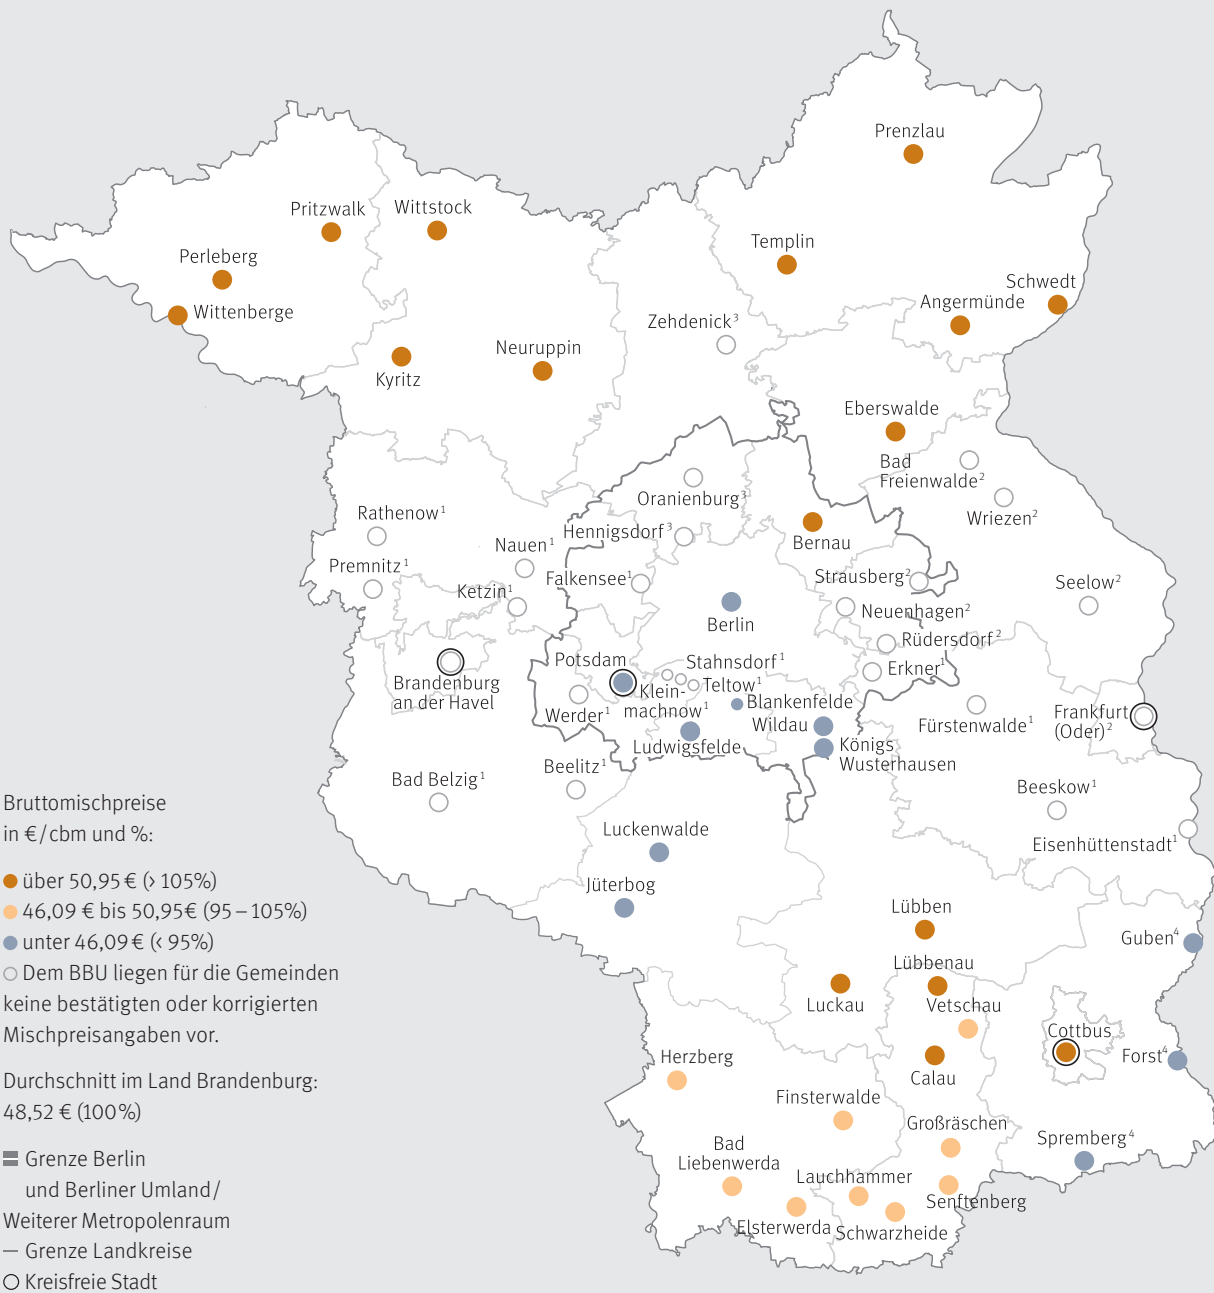 Prenzlau
Pritzwalk
Wittstock
Templin
Perleberg
Schwedt
Angermünde
Wittenberge
Zehdenick³
Neuruppin
Kyritz
Eberswalde
Bad
Freienwalde²
Oranienburg³
Rathenow¹
Wriezen²
Hennigsdorf³
Nauen¹
Bernau
Premnitz¹
Falkensee¹
Strausberg²
Seelow²
Ketzin¹
Neuenhagen²
Berlin
Rüdersdorf²
Potsdam
Stahnsdorf¹
Erkner¹
Brandenburg
an der Havel
Teltow¹
Klein-
machnow¹
Blankenfelde
Werder¹
Wildau
Fürstenwalde¹
Frankfurt
(Oder)²
Ludwigsfelde
Königs
Wusterhausen
Beelitz¹
Bad Belzig¹
Beeskow¹
Bruttomischpreise
in €/cbm und %:
Luckenwalde
Eisenhüttenstadt¹
über 50,95 € (› 105%)
Jüterbog
46,09 € bis 50,95€ (95 – 105%)
Lübben
unter 46,09 € (‹ 95%)
Guben⁴
Dem BBU liegen für die Gemeinden
keine bestätigten oder korrigierten
Mischpreisangaben vor.
Lübbenau
Luckau
Vetschau
Cottbus
Herzberg
Forst⁴
Calau
Durchschnitt im Land Brandenburg:
48,52 € (100%)
Finsterwalde
Großräschen
Spremberg⁴
Bad
Liebenwerda
Grenze Berlin
und Berliner Umland/
Weiterer Metropolenraum
Lauchhammer
Senftenberg
Elsterwerda
Schwarzheide
Grenze Landkreise
Kreisfreie Stadt